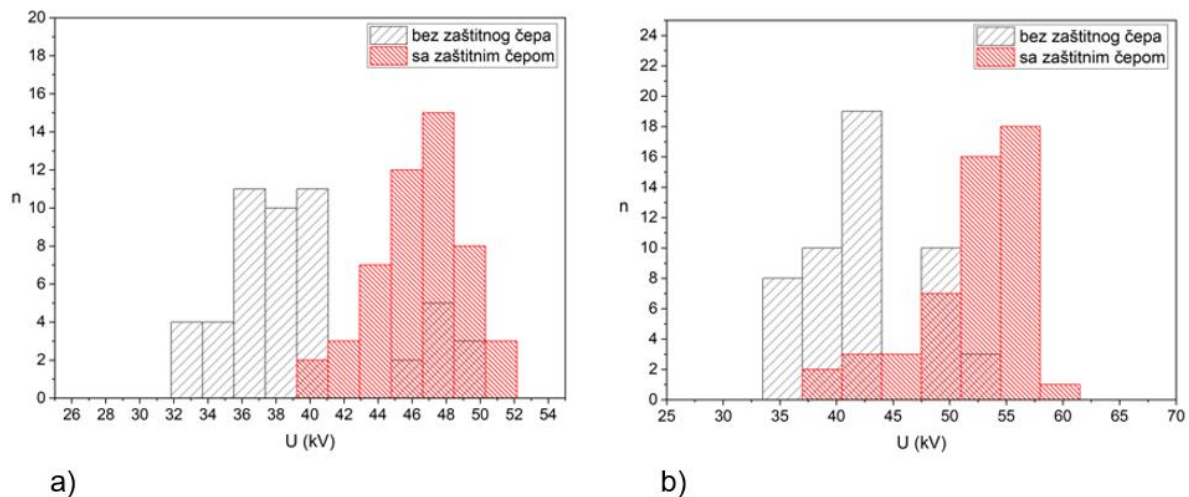 20
18
16
14
12
10
8
6
4
2
0
n
26 28 30 32 34 36 38 40 42 44 46 48 50 52 54
U (kV)
bez zaštitnog čepa
sa zaštitnim čepom
a)
24
22
20
18
16
14
12
10
8
6
4
2
0
n
25 30 35 40 45 50 55 60 65 70
U (kV)
bez zaštitnog čepa
sa zaštitnim čepom
b)